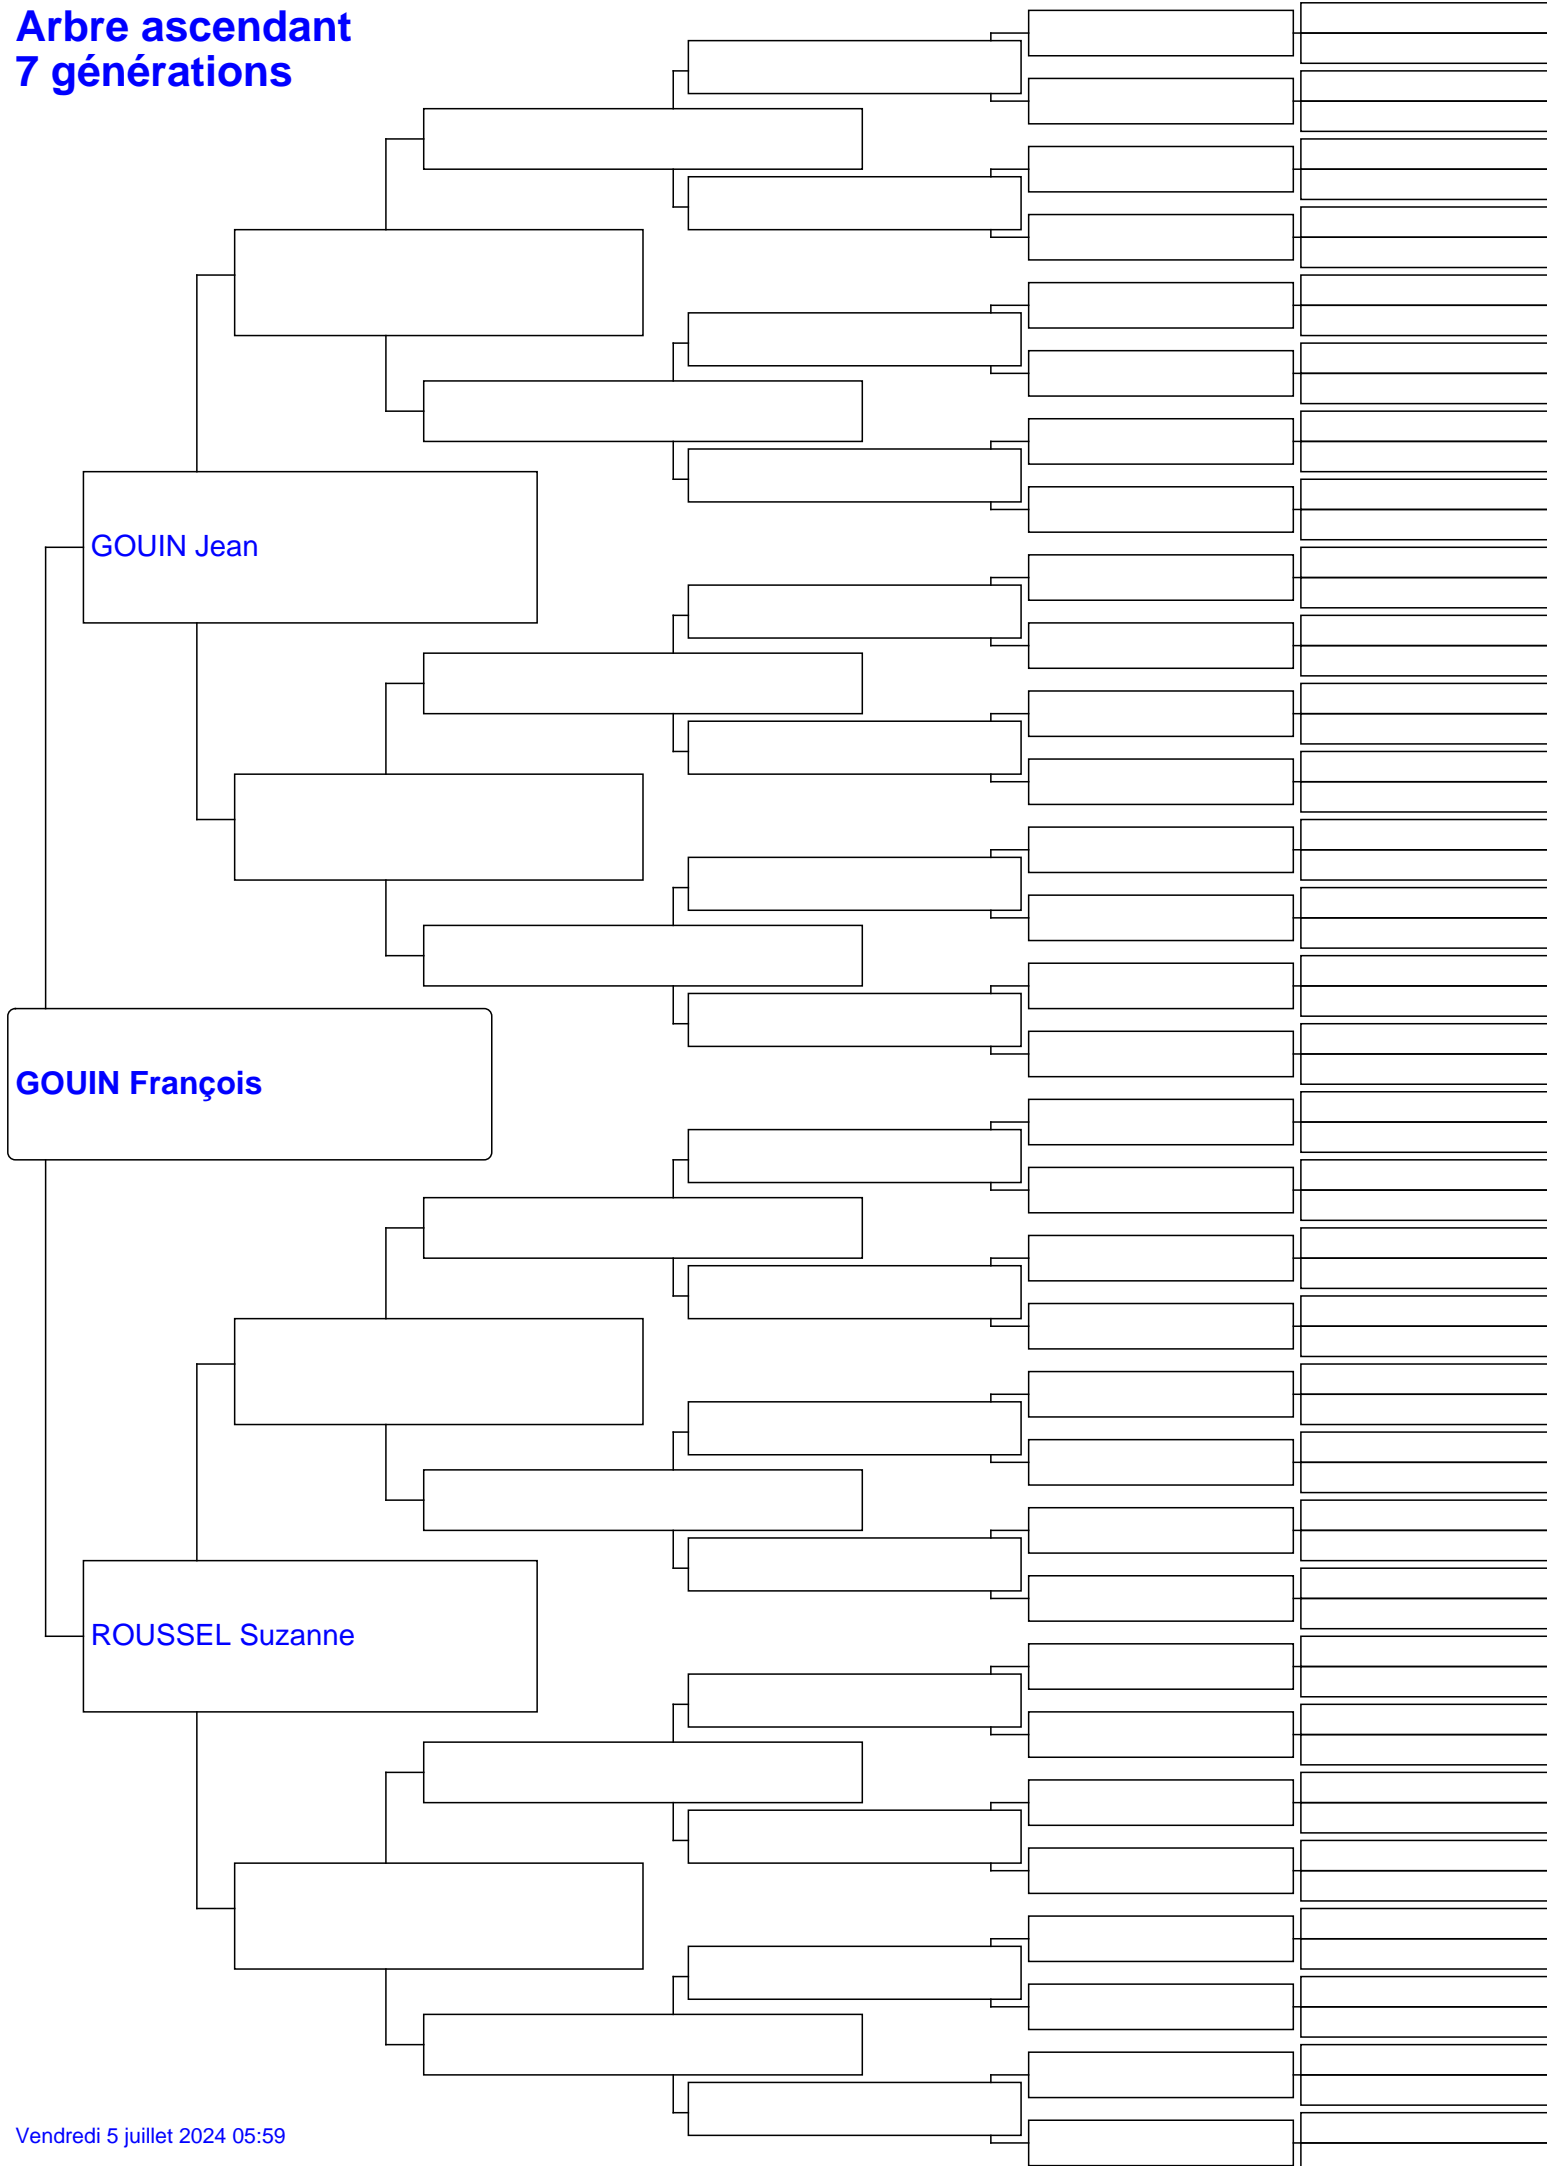 Arbre ascendant
7 générations
GOUIN Jean
GOUIN François
ROUSSEL Suzanne
Vendredi 5 juillet 2024 05:59